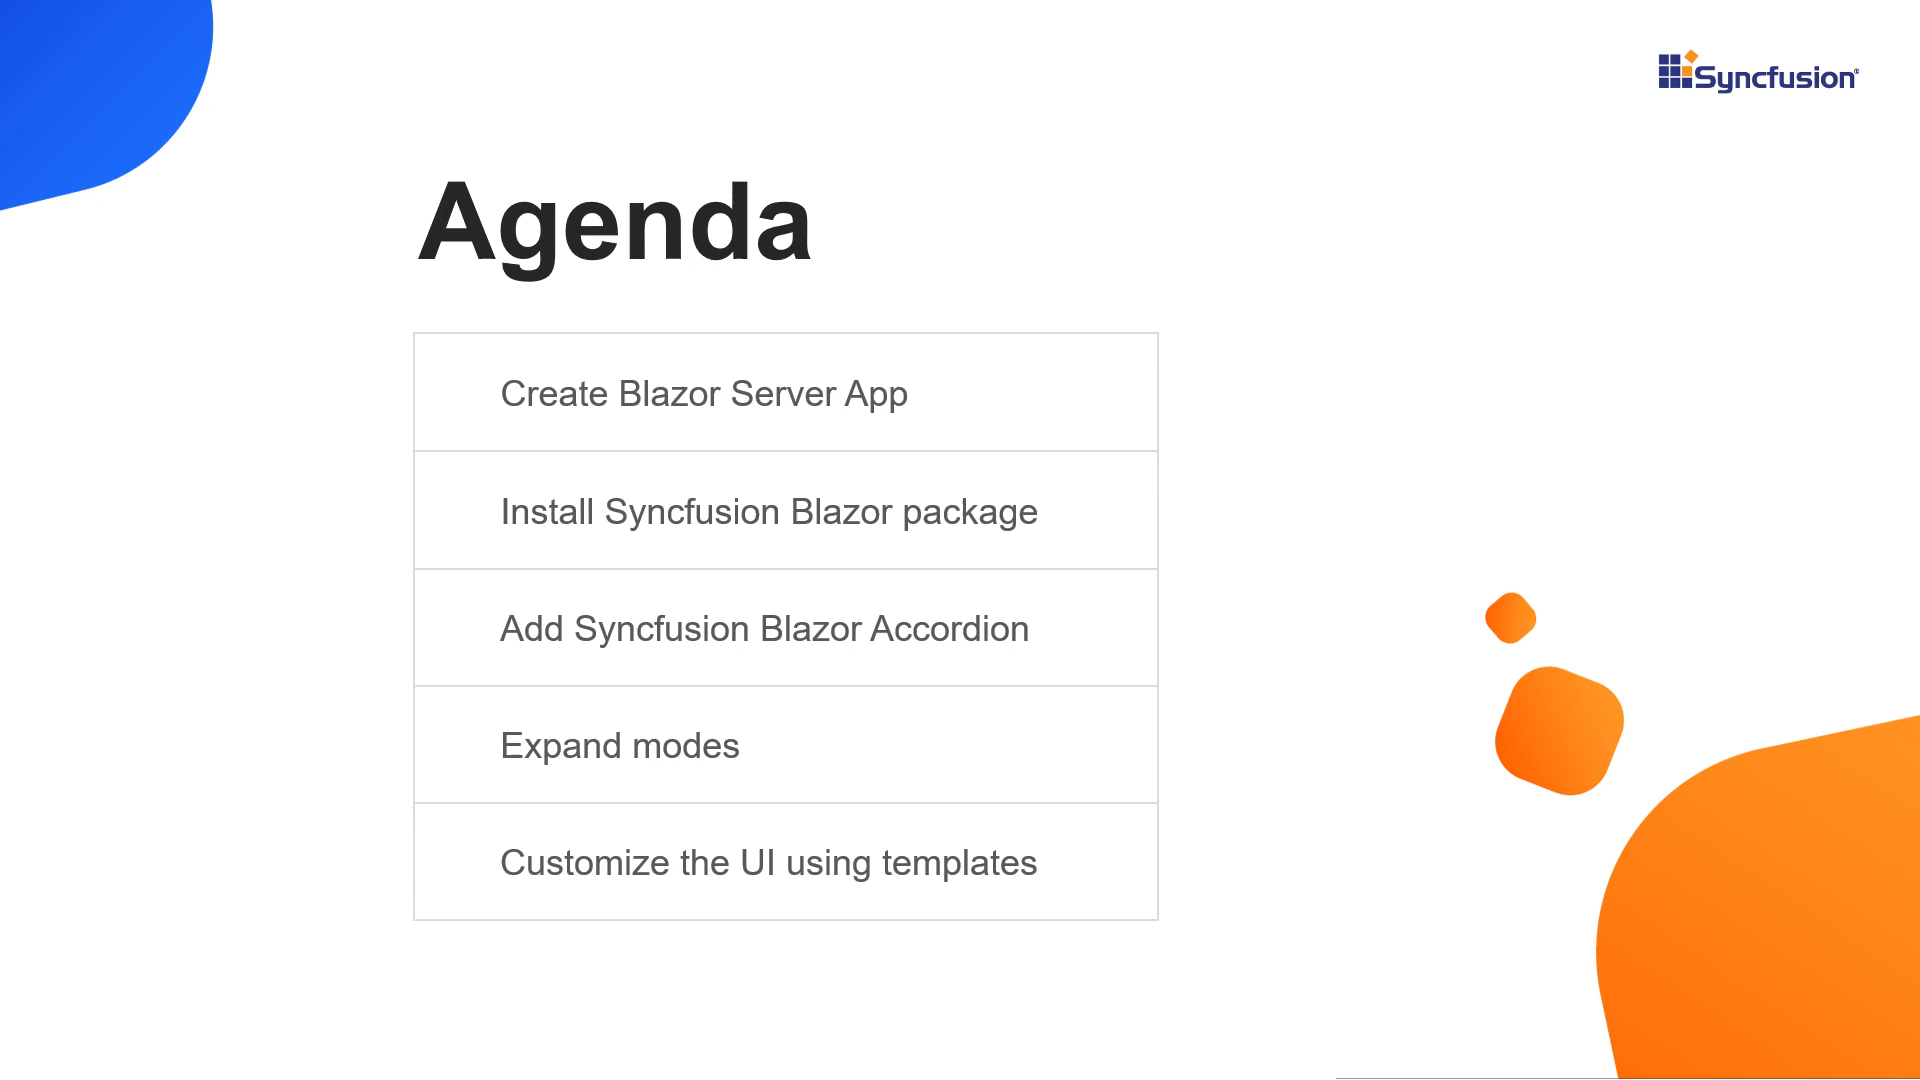 Syncfusion®
Agenda
Create Blazor Server App
Install Syncfusion Blazor package
Add Syncfusion Blazor Accordion
Expand modes
Customize the UI using templates